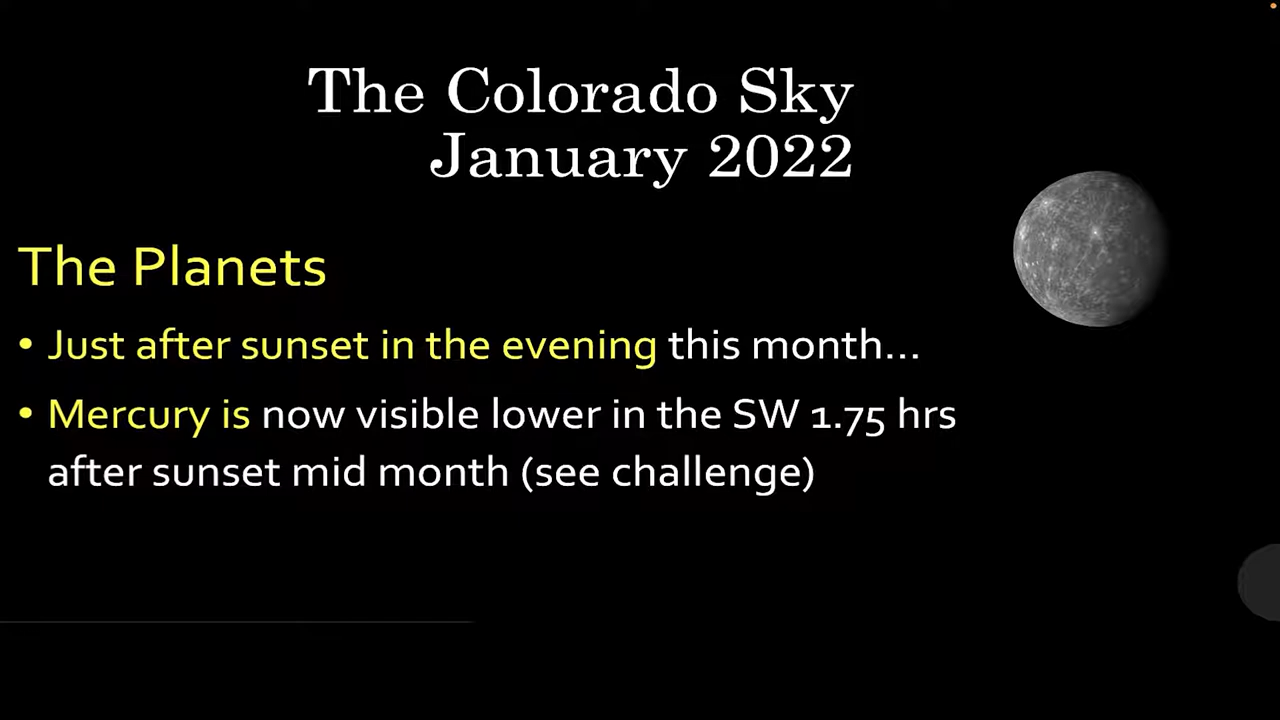 The Colorado Sky
January 2022
The Planets
• Just after sunset in the evening this month...
• Mercury is now visible lower in the SW 1.75 hrs
after sunset mid month (see challenge)